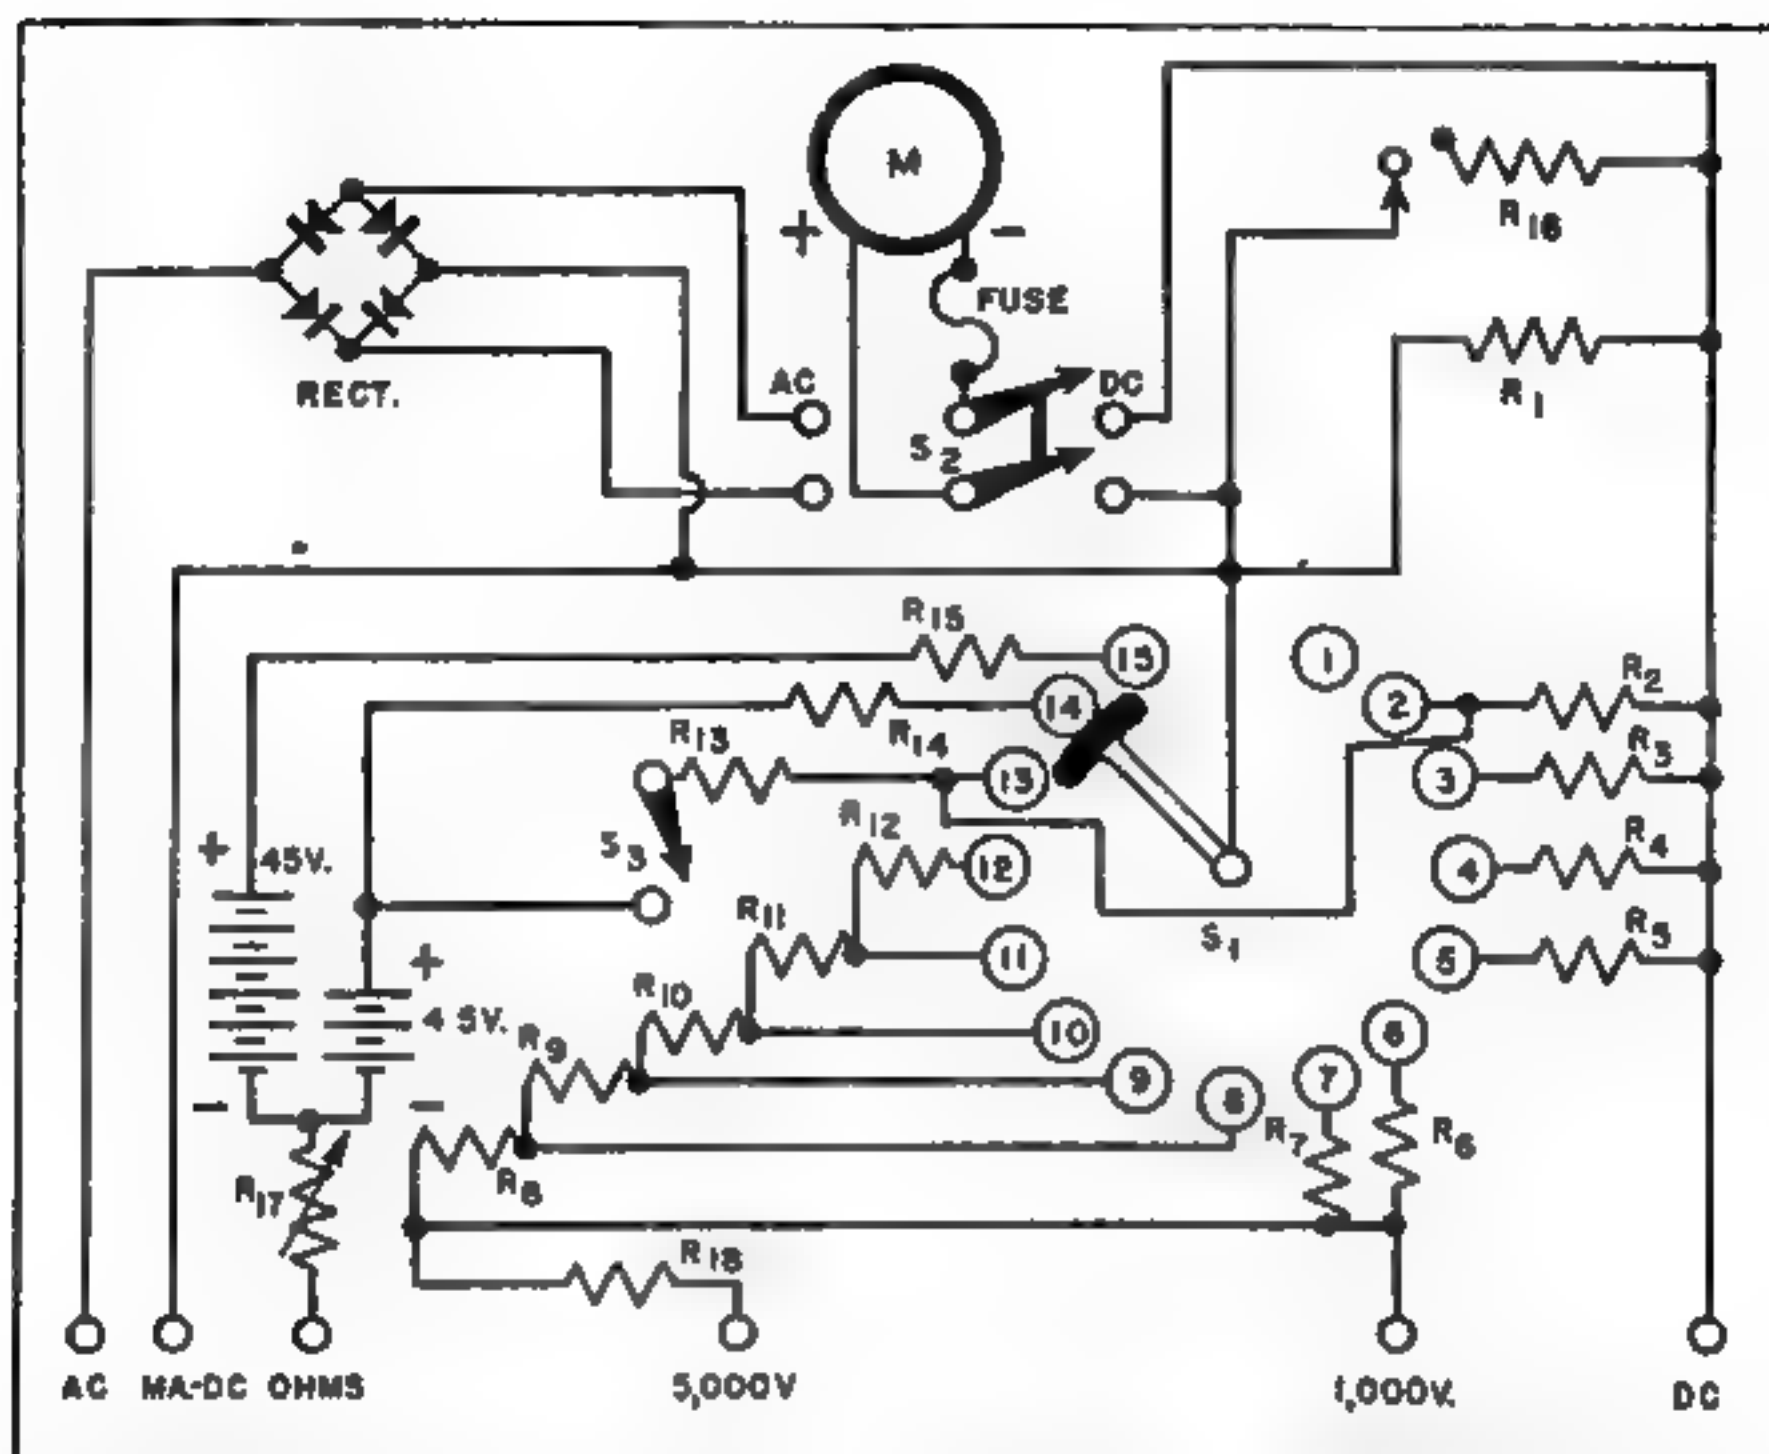 M
+ -
R16
FUSE
RECT.
AC
DC
R1
S2
R15
15
1
R2
14
2
R13
R14
R3
13
3
R12
S3
+ 45V.
12
R4
4
R11
S1
R5
+
11
5
R10
4 5V.
10
6
R9
9
8
7
- -
R7
R6
R17
R8
R18
AC MA-DC OHMS 5,000V 1,000V. DC